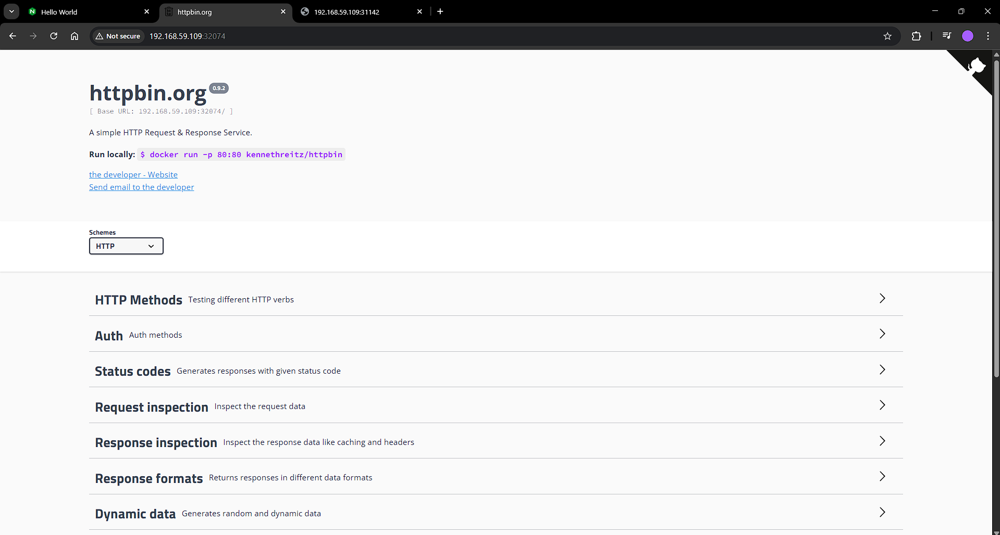 Hello World
httpbin.org
192.168.59.109:31142
Not secure
192.168.59.109:32074
httpbin.org 0.9.2
[ Base URL: 192.168.59.109:32074/ ]
A simple HTTP Request & Response Service.
Run locally: $ docker run -p 80:80 kennethreitz/httpbin
the developer - Website
Send email to the developer
Schemes
HTTP
HTTP Methods Testing different HTTP verbs
Auth Auth methods
Status codes Generates responses with given status code
Request inspection Inspect the request data
Response inspection Inspect the response data like caching and headers
Response formats Returns responses in different data formats
Dynamic data Generates random and dynamic data